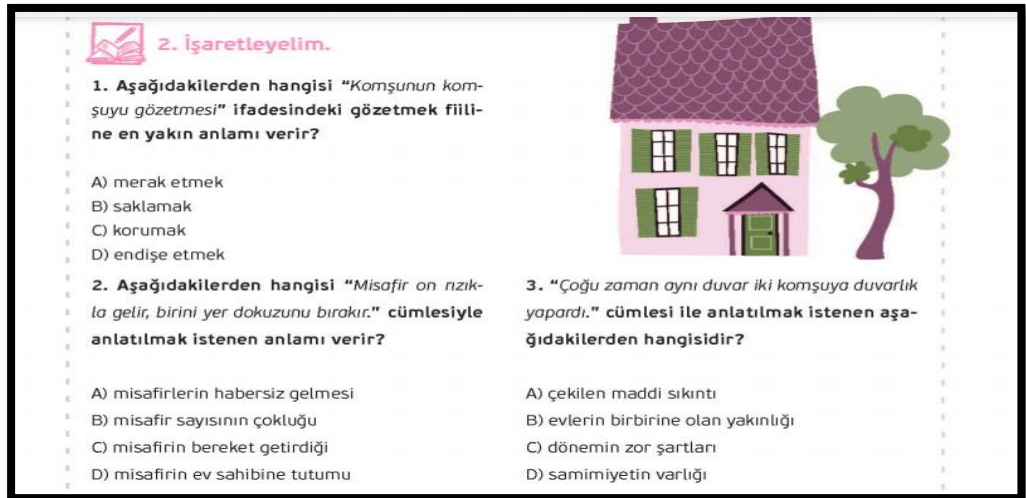 2. İşaretleyelim.
1. Aşağıdakilerden hangisi “Komşunun kom-
şuyu gözetmesi” ifadesindeki gözetmek fiili-
ne en yakın anlamı verir?
A) merak etmek
B) saklamak
C) korumak
D) endişe etmek
2. Aşağıdakilerden hangisi “Misafir on rızık-
la gelir, birini yer dokuzunu bırakır.” cümlesiyle
anlatılmak istenen anlamı verir?
A) misafirlerin habersiz gelmesi
B) misafir sayısının çokluğu
C) misafirin bereket getirdiği
D) misafirin ev sahibine tutumu
3. “Çoğu zaman aynı duvar iki komşuya duvarlık
yapardı.” cümlesi ile anlatılmak istenen aşa-
ğıdakilerden hangisidir?
A) çekilen maddi sıkıntı
B) evlerin birbirine olan yakınlığı
C) dönemin zor şartları
D) samimiyetin varlığı